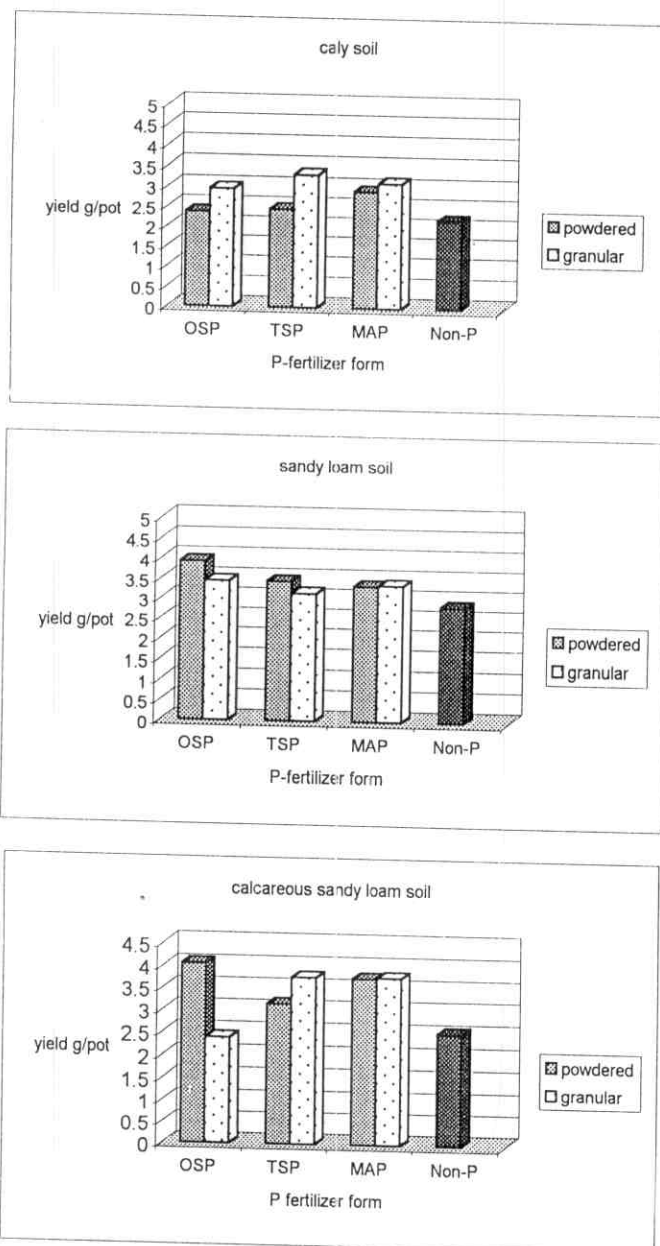 caly soil
5
4.5
4
3.5
3
2.5
2
1.5
1
0.5
0
yield g/pot
OSP TSP MAP Non-P
P-fertilizer form
powdered
granular
sandy loam soil
5
4.5
4
3.5
3
2.5
2
1.5
1
0.5
0
yield g/pot
OSP TSP MAP Non-P
P-fertilizer form
powdered
granular
calcareous sandy loam soil
4.5
4
3.5
3
2.5
2
1.5
1
0.5
0
yield g/pot
OSP TSP MAP Non-P
P fertilizer form
powdered
granular